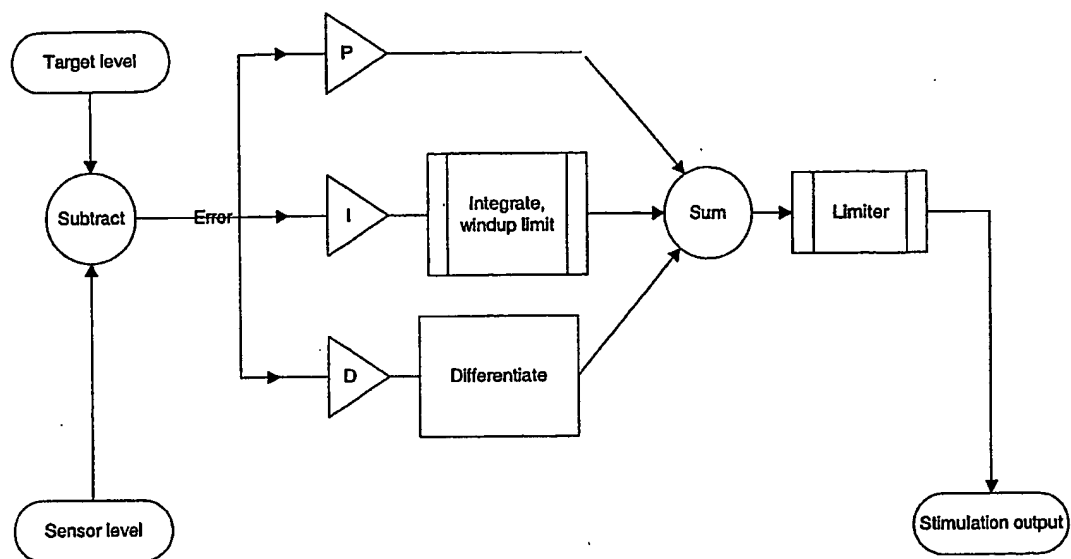 Target level
P
Subtract
Error
I
Integrate,
windup limit
Sum
Limiter
D
Differentiate
Sensor level
Stimulation output